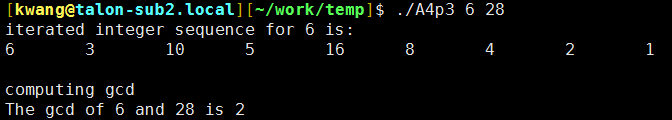 [kwang@talon-sub2.local][~/work/temp]$ ./A4p3 6 28
iterated integer sequence for 6 is:
6 3 10 5 16 8 4 2 1
computing gcd
The gcd of 6 and 28 is 2